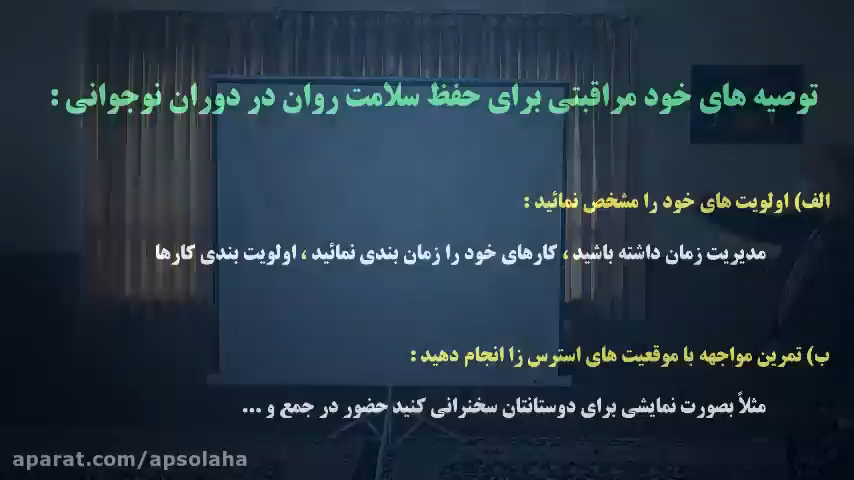 توصیه های خود مراقبتی برای حفظ سلامت روان در دوران نوجوانی :
الف) اولویت های خود را مشخص نمائید :
مدیریت زمان داشته باشید ، کارهای خود را زمان بندی نمائید ، اولویت بندی کارها
ب) تمرین مواجهه با موقعیت های استرس زا انجام دهید :
مثلاً بصورت نمایشی برای دوستانتان سخنرانی کنید حضور در جمع و ...
aparat.com/apsolaha